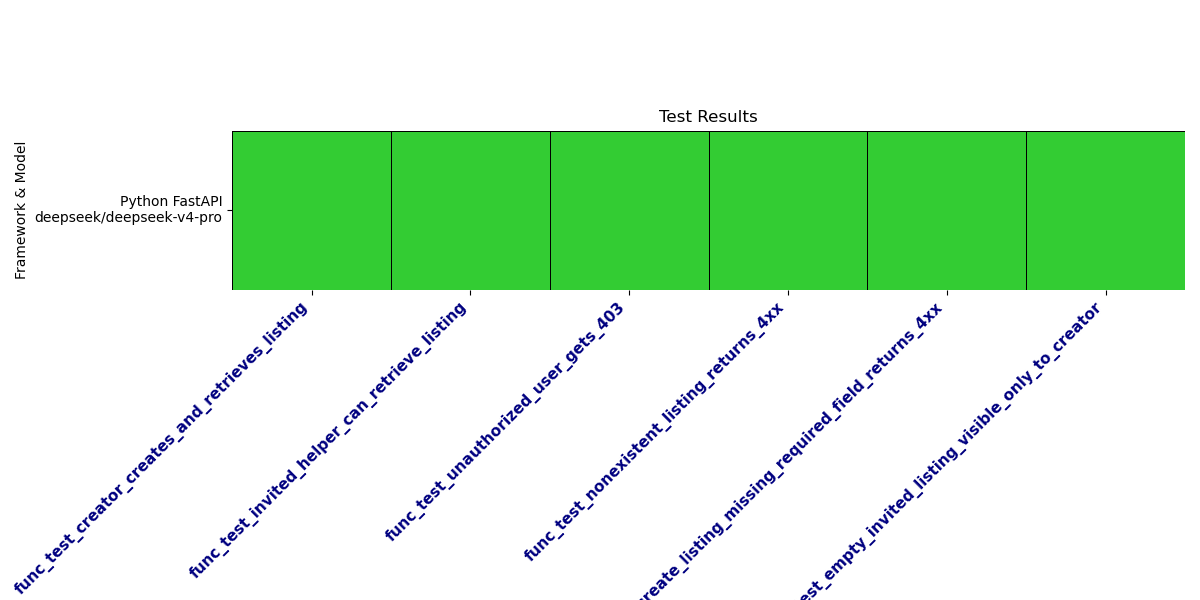 Test Results
Framework & Model
Python FastAPI
deepseek/deepseek-v4-pro
func_test_creator_creates_and_retrieves_listing
func_test_invited_helper_can_retrieve_listing
func_test_unauthorized_user_gets_403
func_test_nonexistent_listing_returns_4xx
create_listing_missing_required_field_returns_4xx
est_empty_invited_listing_visible_only_to_creator